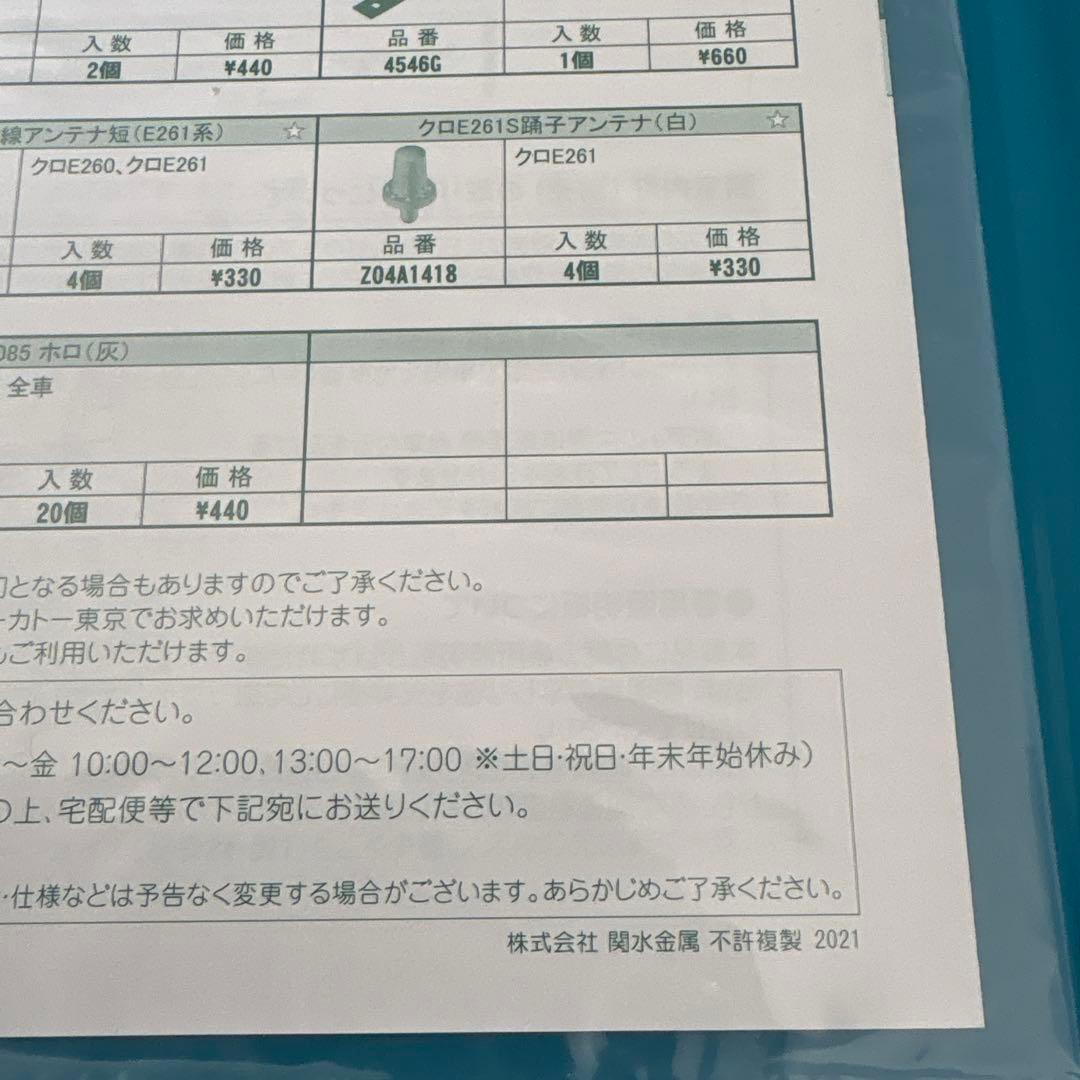 入数 価格 品番 入数 価格
2個 ¥440 4546G 1個 ¥660
線アンテナ短(E261系) ☆ クロE261S踊子アンテナ(白) ☆
クロE260、クロE261 クロE261
入数 価格 品番 入数 価格
4個 ¥330 Z04A1418 4個 ¥330
085 ホロ(灰)
全車
入数 価格
20個 ¥440
となる場合もありますのでご了承ください。
ーカトー東京でお求めいただけます。
ご利用いただけます。
合わせください。
～金 10:00～12:00、13:00～17:00 ※土日・祝日・年末年始休み)
の上、宅配便等で下記宛にお送りください。
・仕様などは予告なく変更する場合がございます。あらかじめご了承ください。
株式会社 関水金属 不許複製 2021